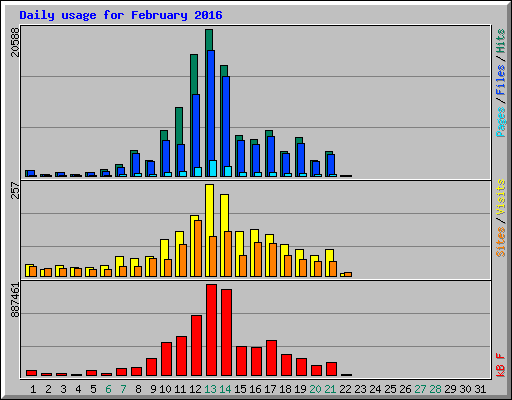 Daily usage for February 2016
20588
257
887461
Pages / Files / Hits
Sites / Visits
kB F
1 2 3 4 5 6 7 8 9 10 11 12 13 14 15 16 17 18 19 20 21 22 23 24 25 26 27 28 29 30 31